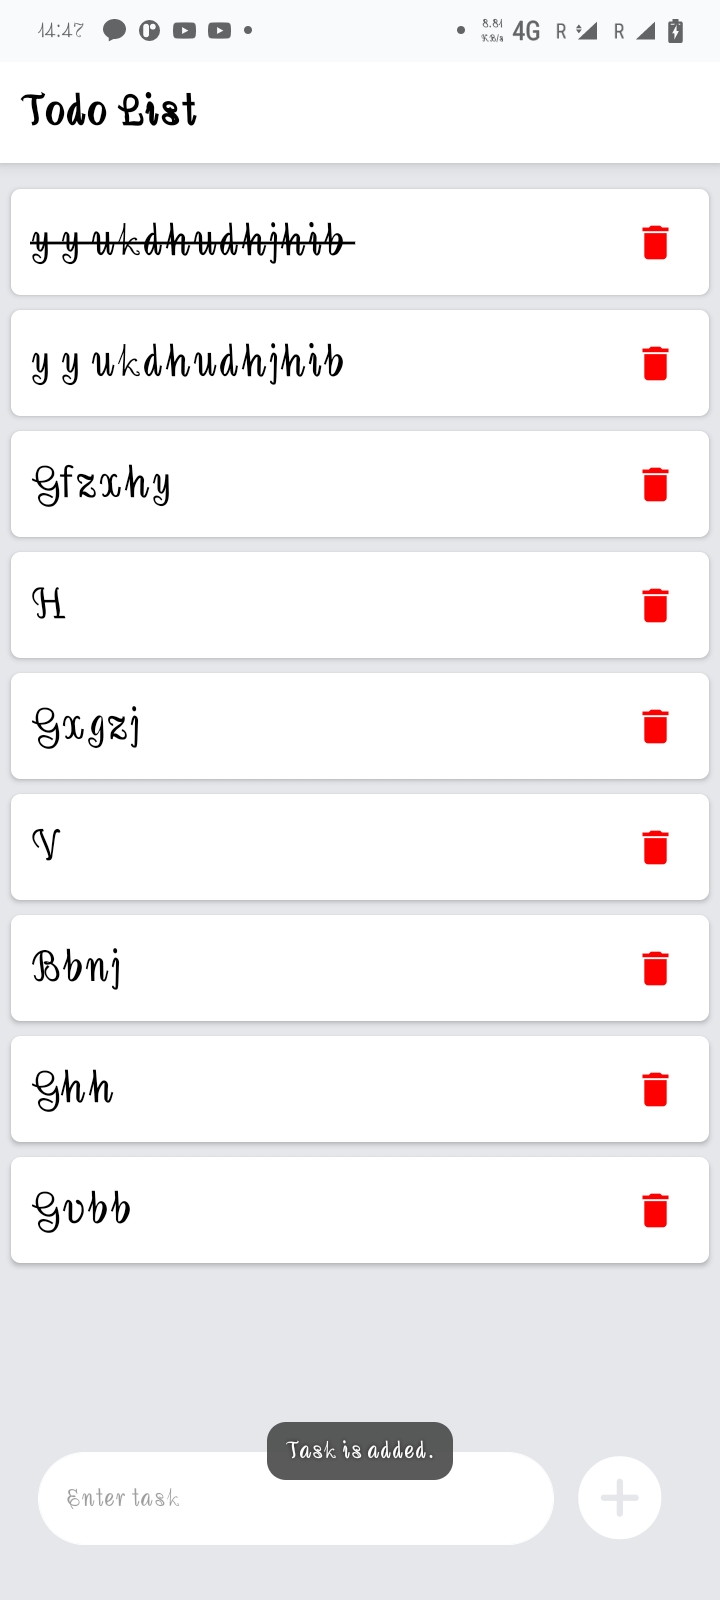 14:47 8.81 KB/s 4G R R
Todo List
y y ukdhudhjhib
y y ukdhudhjhib
Gfzxhy
H
Gxgzj
V
Bbnj
Ghh
Gvbb
Task is added.
Enter task